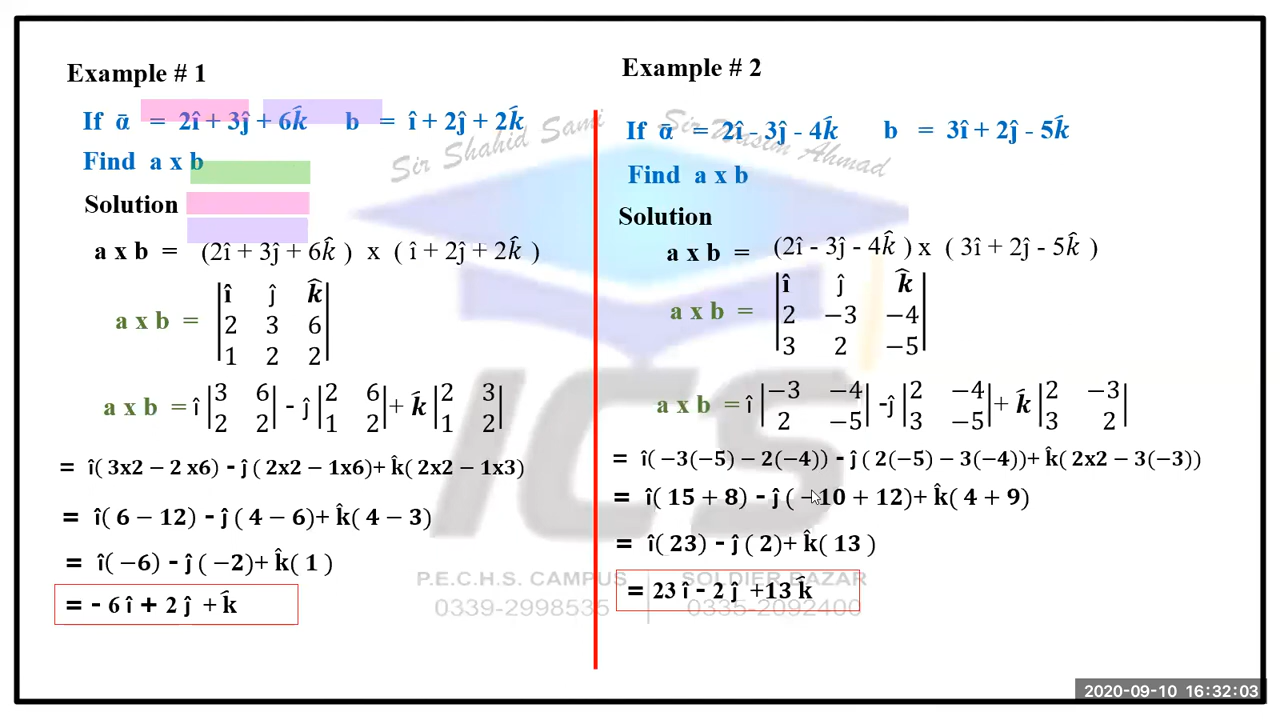 Example # 1
If ᾱ = 2î + 3ĵ + 6k̂ b = î + 2ĵ + 2k̂
Find a x b
Solution
a x b = (2î + 3ĵ + 6k̂ ) x ( î + 2ĵ + 2k̂ )
a x b = | î ĵ k̂ |
| 2 3 6 |
| 1 2 2 |
a x b = î |3 6| - ĵ |2 6| + k̂ |2 3|
|2 2| |1 2| |1 2|
= î( 3x2 − 2 x6) - ĵ ( 2x2 − 1x6)+ k̂( 2x2 − 1x3)
= î( 6 − 12) - ĵ ( 4 − 6)+ k̂( 4 − 3)
= î( −6) - ĵ ( −2)+ k̂( 1 )
= - 6 î + 2 ĵ + k̂
Example # 2
If ᾱ = 2î - 3ĵ - 4k̂ b = 3î + 2ĵ - 5k̂
Find a x b
Solution
a x b = (2î - 3ĵ - 4k̂ ) x ( 3î + 2ĵ - 5k̂ )
a x b = | î ĵ k̂ |
| 2 −3 −4 |
| 3 2 −5 |
a x b = î |−3 −4| -ĵ |2 −4| + k̂ |2 −3|
|2 −5| |3 −5| |3 2|
= î( −3(−5) − 2(−4)) - ĵ ( 2(−5) − 3(−4))+ k̂( 2x2 − 3(−3))
= î( 15 + 8) - ĵ ( −10 + 12)+ k̂( 4 + 9)
= î( 23) - ĵ ( 2)+ k̂( 13 )
= 23 î - 2 ĵ +13 k̂
Sir Shahid Sami
Sir Wasim Ahmad
ICS
P.E.C.H.S. CAMPUS
0339-2998535
SOLDIER BAZAR
0335-2092400
2020-09-10 16:32:03